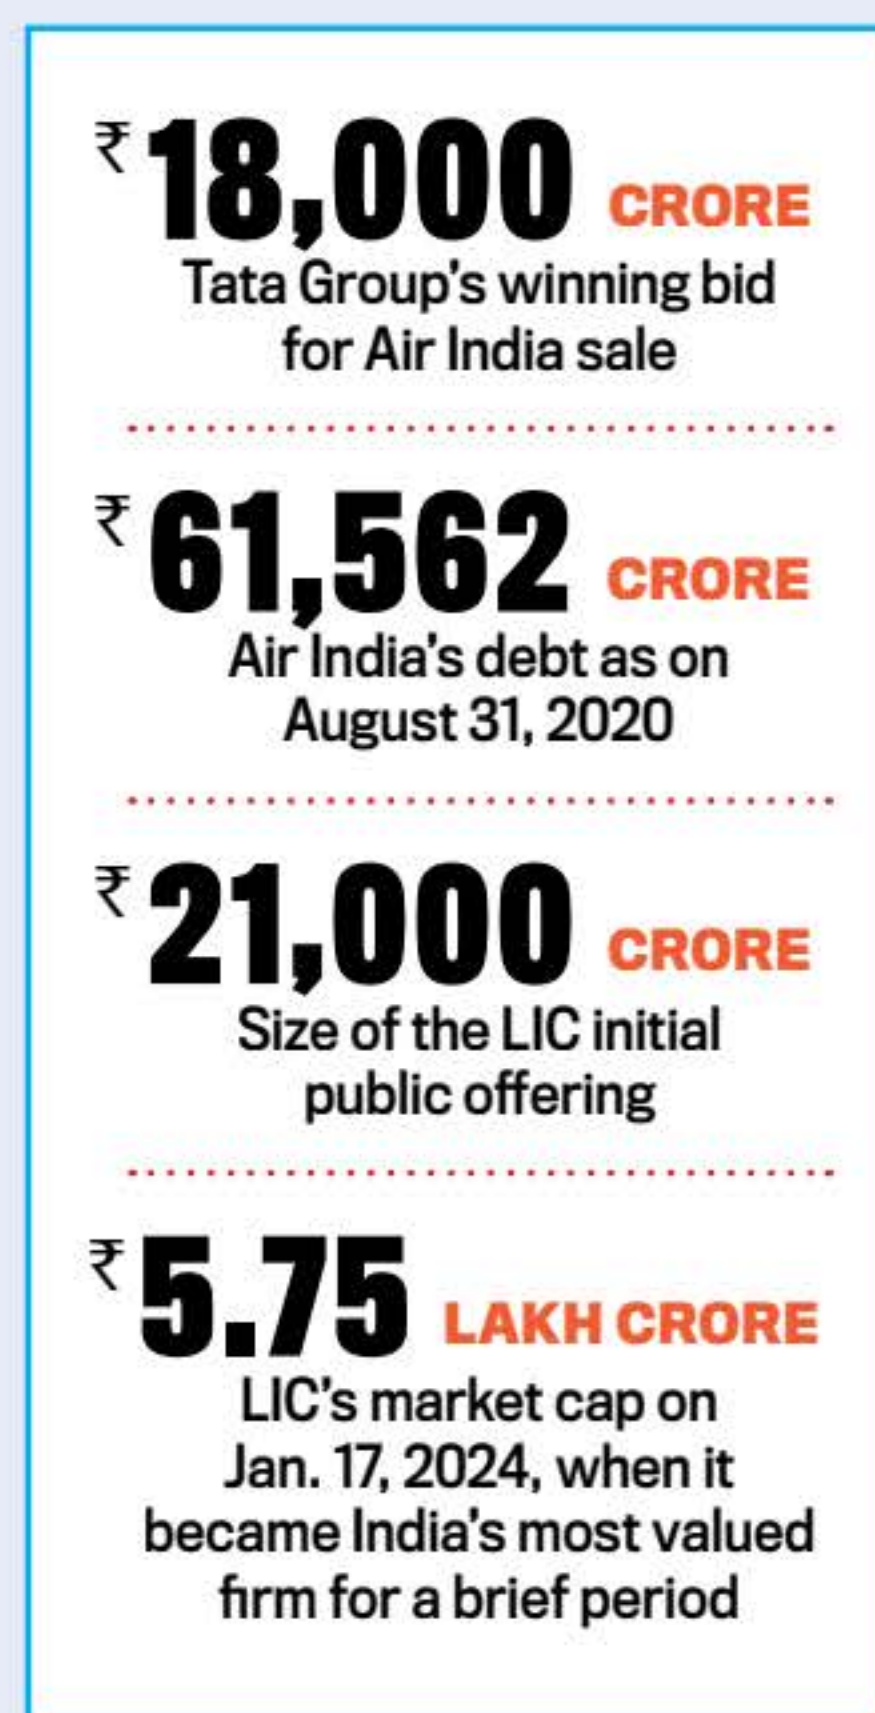 ₹18,000 CRORE
Tata Group's winning bid
for Air India sale
₹61,562 CRORE
Air India's debt as on
August 31, 2020
₹21,000 CRORE
Size of the LIC initial
public offering
₹5.75 LAKH CRORE
LIC's market cap on
Jan. 17, 2024, when it
became India's most valued
firm for a brief period